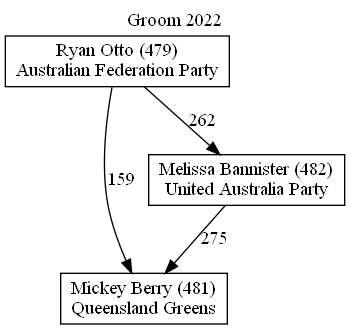 Groom 2022
Ryan Otto (479)
Australian Federation Party
262
Melissa Bannister (482)
United Australia Party
159
275
Mickey Berry (481)
Queensland Greens